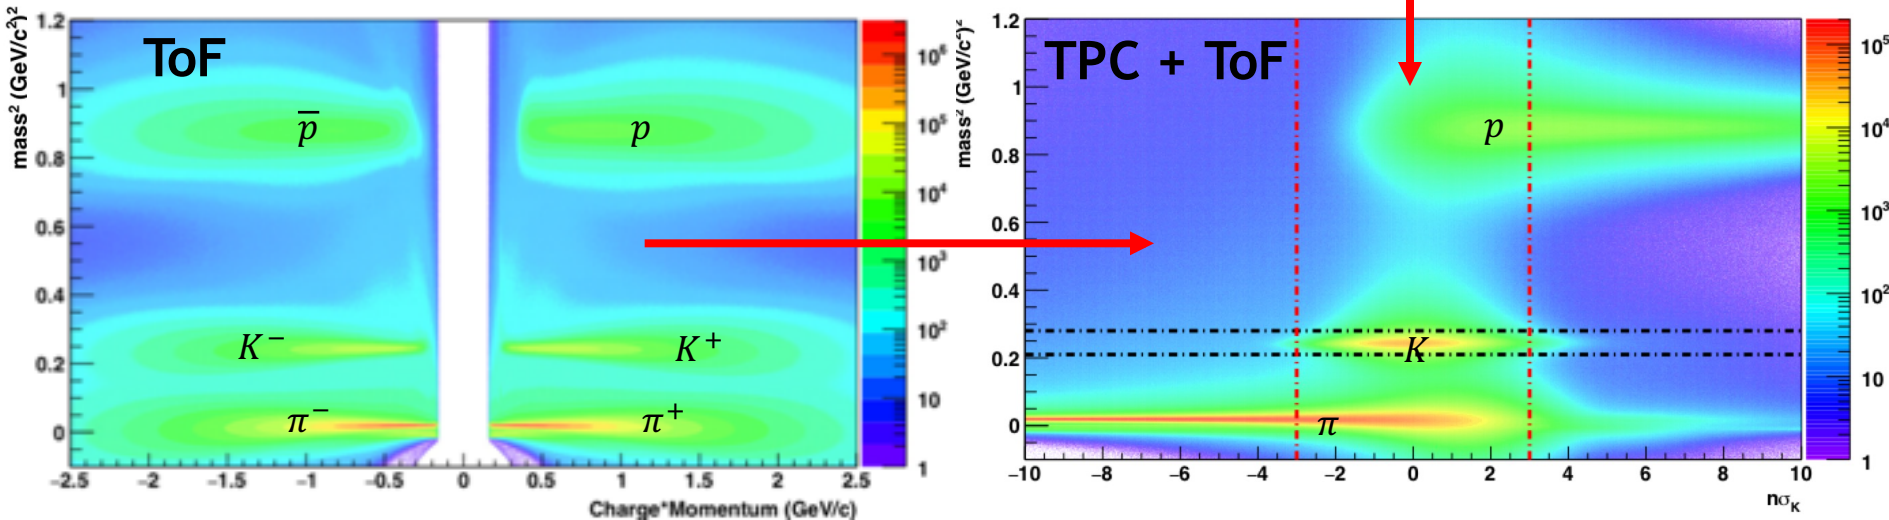 ToF
mass² (GeV/c²)²
1.2
1
0.8
0.6
0.4
0.2
0
p̅
p
K⁻
K⁺
π⁻
π⁺
−2.5 −2 −1.5 −1 −0.5 0 0.5 1 1.5 2 2.5
Charge*Momentum (GeV/c)
10⁶
10⁵
10⁴
10³
10²
10
1
TPC + ToF
mass² (GeV/c²)²
1.2
1
0.8
0.6
0.4
0.2
0
p
K
π
−10 −8 −6 −4 −2 0 2 4 6 8 10
nσ_K
10⁵
10⁴
10³
10²
10
1